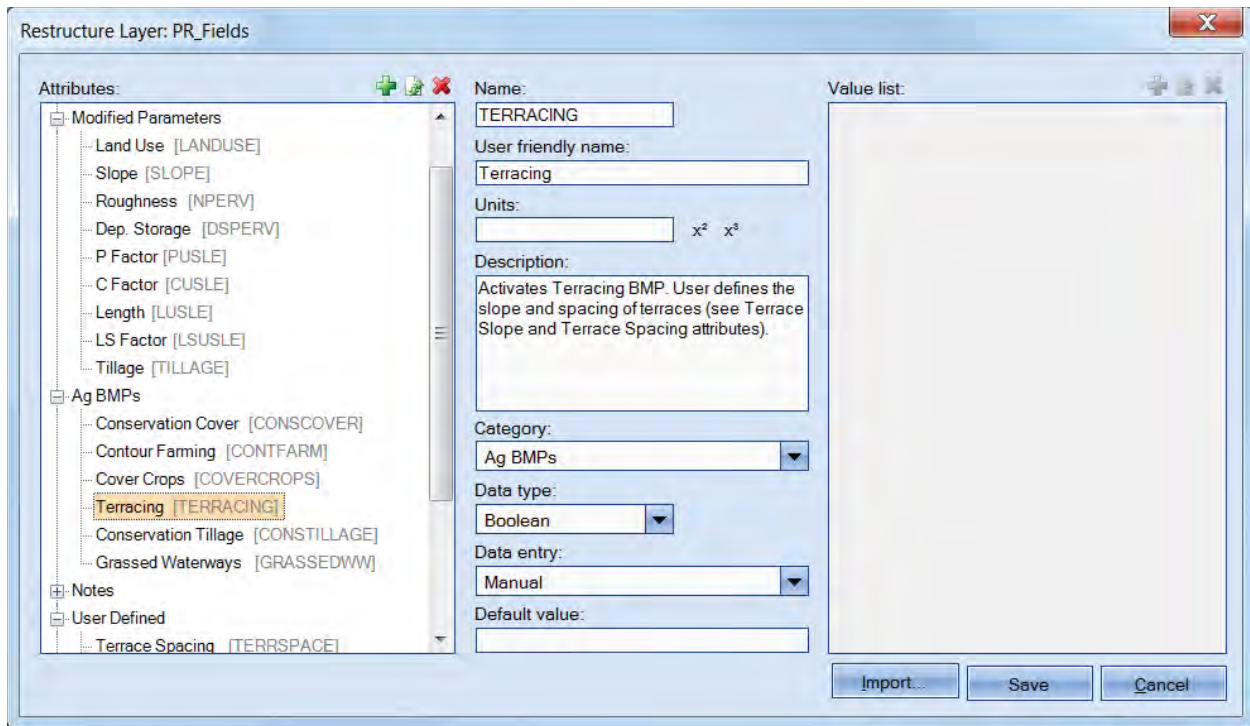 Restructure Layer: PR_Fields
X
Attributes:
Modified Parameters
Land Use [LANDUSE]
Slope [SLOPE]
Roughness [NPERV]
Dep. Storage [DSPERV]
P Factor [PUSLE]
C Factor [CUSLE]
Length [LUSLE]
LS Factor [LSUSLE]
Tillage [TILLAGE]
Ag BMPs
Conservation Cover [CONSCOVER]
Contour Farming [CONTFARM]
Cover Crops [COVERCROPS]
Terracing [TERRACING]
Conservation Tillage [CONSTILLAGE]
Grassed Waterways [GRASSEDWW]
Notes
User Defined
Terrace Spacing [TERRSPACE]
Name:
TERRACING
User friendly name:
Terracing
Units:
x² x³
Description:
Activates Terracing BMP. User defines the
slope and spacing of terraces (see Terrace
Slope and Terrace Spacing attributes).
Category:
Ag BMPs
Data type:
Boolean
Data entry:
Manual
Default value:
Value list:
Import...
Save
Cancel